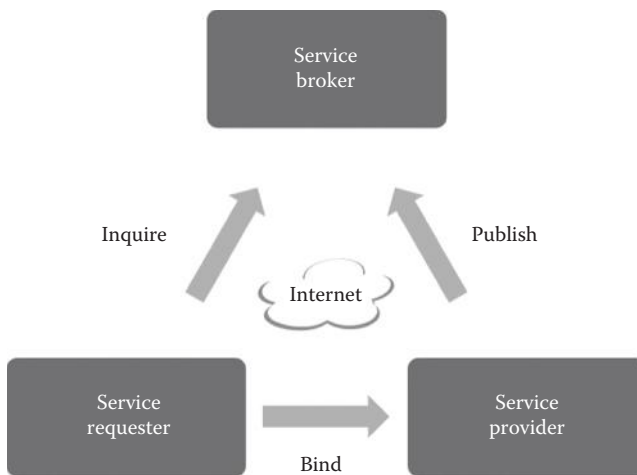 Service
broker
Inquire
Publish
Internet
Service
requester
Service
provider
Bind